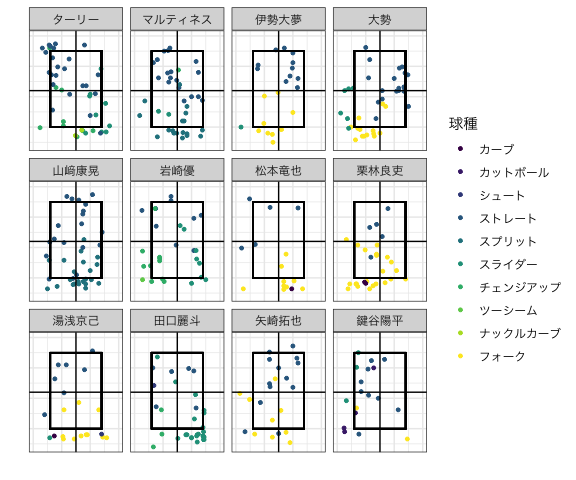 ターリー
マルティネス
伊勢大夢
大勢
山﨑康晃
岩崎優
松本竜也
栗林良吏
湯浅京己
田口麗斗
矢崎拓也
鍵谷陽平
球種
カーブ
カットボール
シュート
ストレート
スプリット
スライダー
チェンジアップ
ツーシーム
ナックルカーブ
フォーク